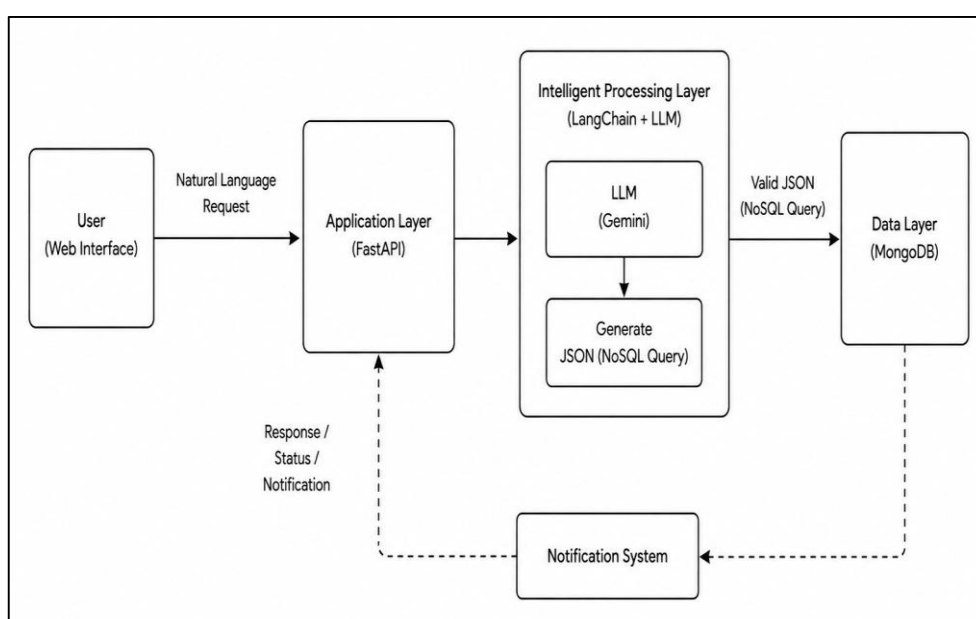 User
(Web Interface)
Natural Language
Request
Application Layer
(FastAPI)
Intelligent Processing Layer
(LangChain + LLM)
LLM
(Gemini)
Generate
JSON (NoSQL Query)
Valid JSON
(NoSQL Query)
Data Layer
(MongoDB)
Response /
Status /
Notification
Notification System